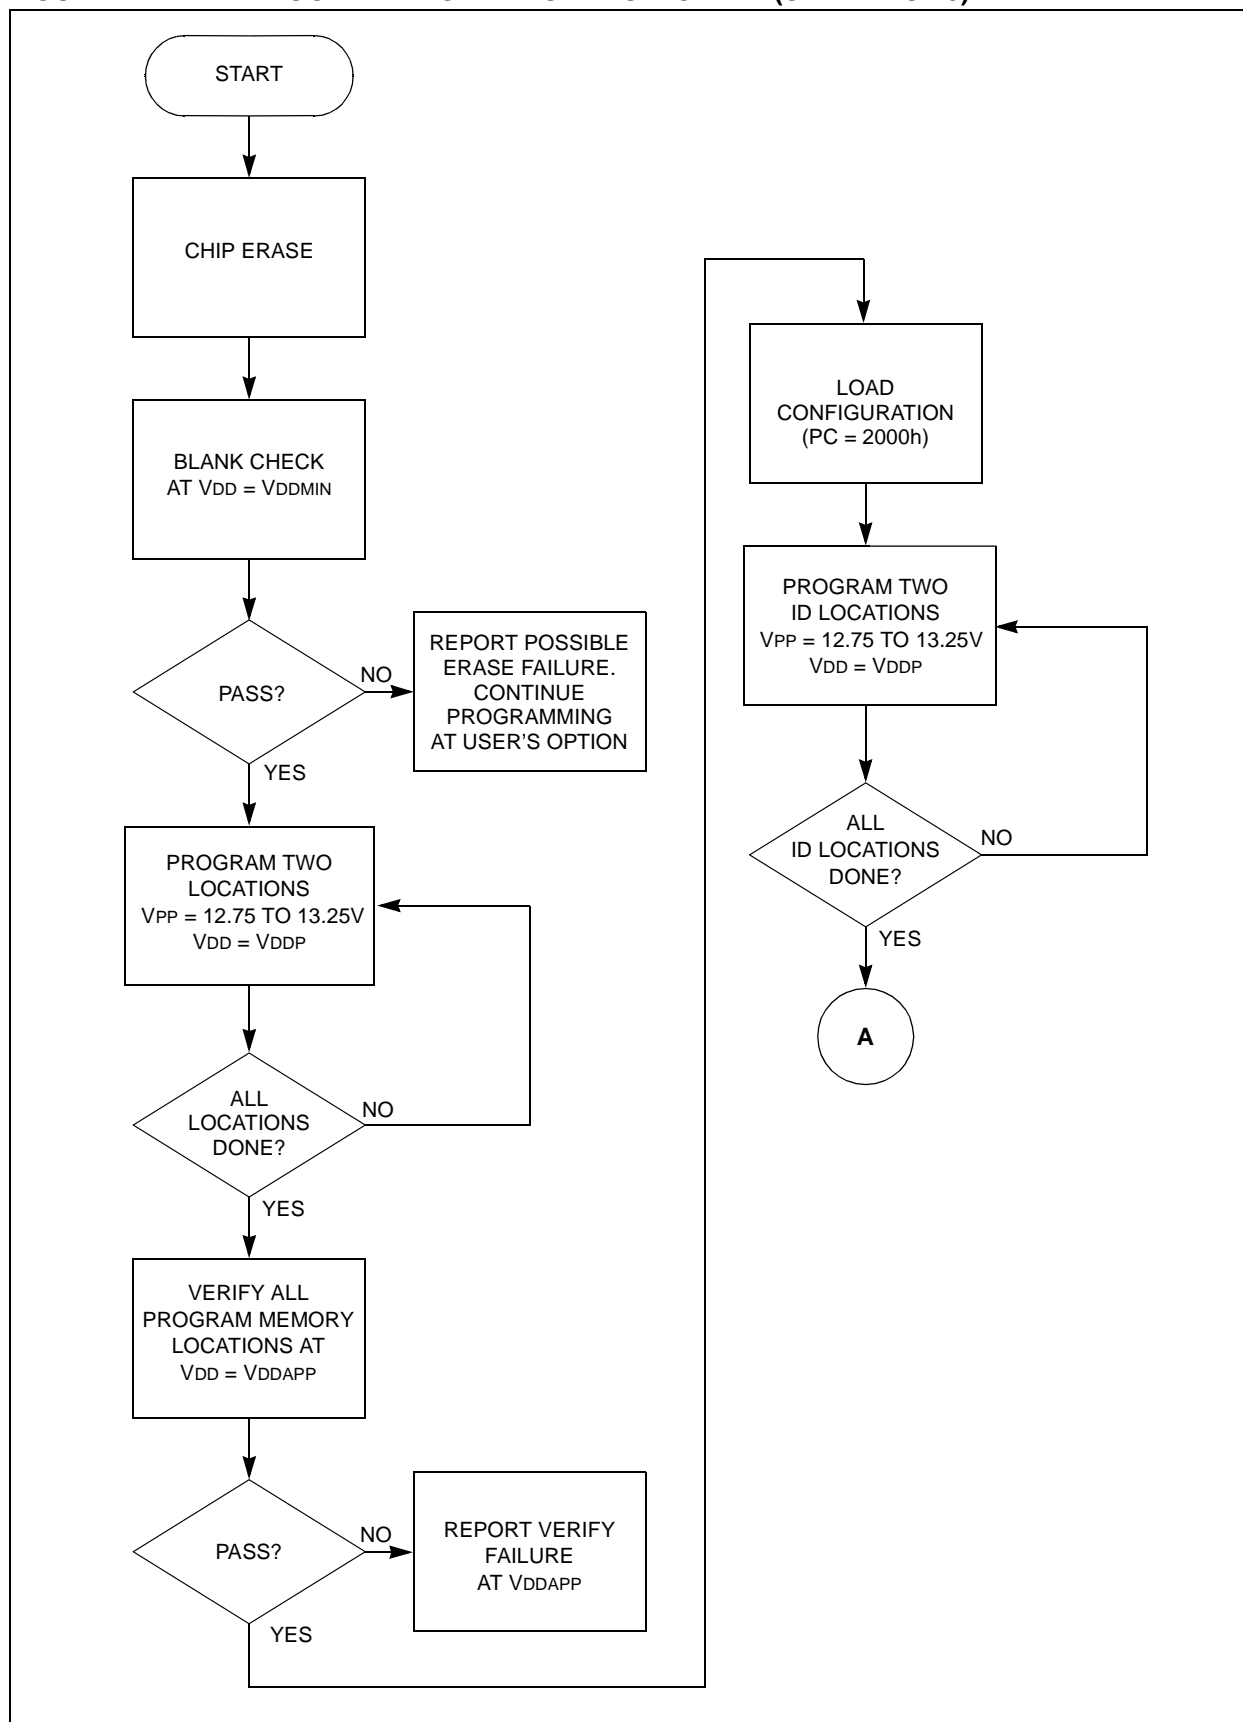 START
CHIP ERASE
BLANK CHECK
AT VDD = VDDMIN
PASS?
NO
REPORT POSSIBLE
ERASE FAILURE.
CONTINUE
PROGRAMMING
AT USER'S OPTION
YES
PROGRAM TWO
LOCATIONS
VPP = 12.75 TO 13.25V
VDD = VDDP
ALL
LOCATIONS
DONE?
NO
YES
VERIFY ALL
PROGRAM MEMORY
LOCATIONS AT
VDD = VDDAPP
PASS?
NO
REPORT VERIFY
FAILURE
AT VDDAPP
YES
LOAD
CONFIGURATION
(PC = 2000h)
PROGRAM TWO
ID LOCATIONS
VPP = 12.75 TO 13.25V
VDD = VDDP
ALL
ID LOCATIONS
DONE?
NO
YES
A